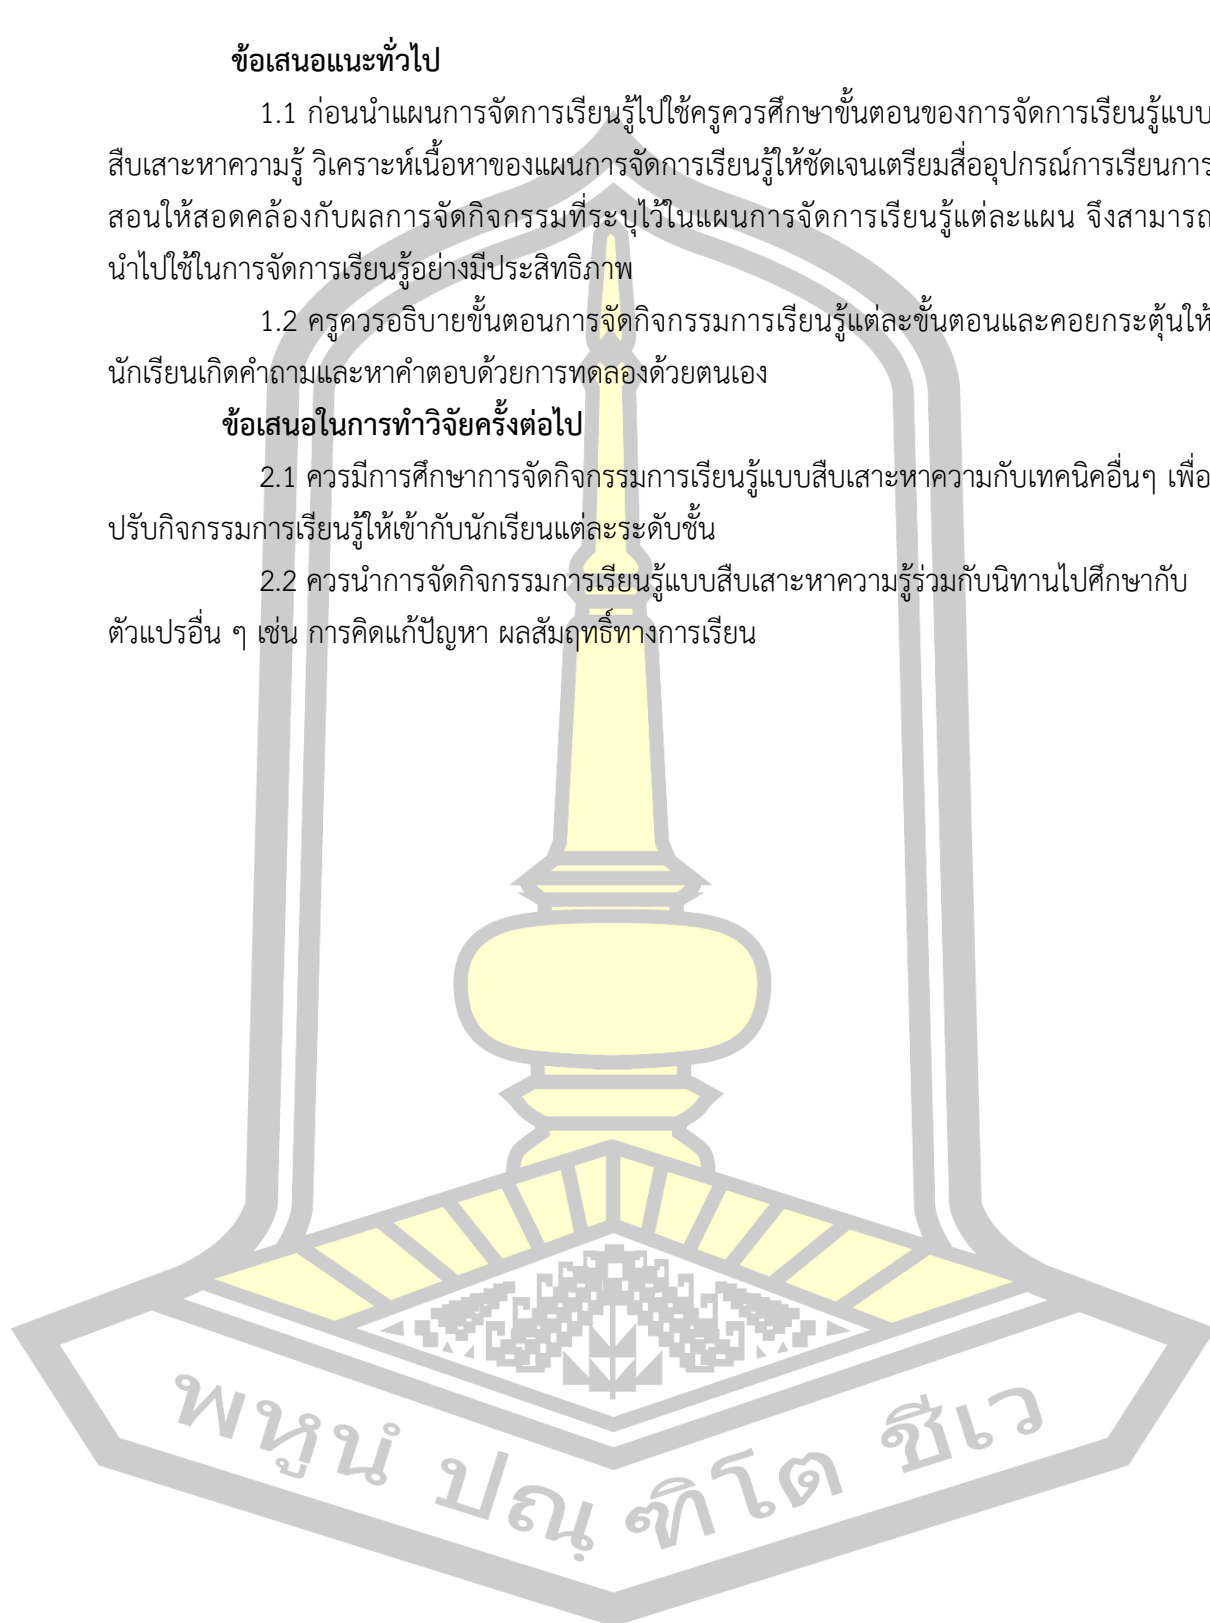 ข้อเสนอแนะทั่วไป
1.1 ก่อนนำแผนการจัดการเรียนรู้ไปใช้ครูควรศึกษาขั้นตอนของการจัดการเรียนรู้แบบ
สืบเสาะหาความรู้ วิเคราะห์เนื้อหาของแผนการจัดการเรียนรู้ให้ชัดเจนเตรียมสื่ออุปกรณ์การเรียนการ
สอนให้สอดคล้องกับผลการจัดกิจกรรมที่ระบุไว้ในแผนการจัดการเรียนรู้แต่ละแผน จึงสามารถ
นำไปใช้ในการจัดการเรียนรู้อย่างมีประสิทธิภาพ
1.2 ครูควรอธิบายขั้นตอนการจัดกิจกรรมการเรียนรู้แต่ละขั้นตอนและคอยกระตุ้นให้
นักเรียนเกิดคำถามและหาคำตอบด้วยการทดลองด้วยตนเอง
ข้อเสนอในการทำวิจัยครั้งต่อไป
2.1 ควรมีการศึกษาการจัดกิจกรรมการเรียนรู้แบบสืบเสาะหาความกับเทคนิคอื่นๆ เพื่อ
ปรับกิจกรรมการเรียนรู้ให้เข้ากับนักเรียนแต่ละระดับชั้น
2.2 ควรนำการจัดกิจกรรมการเรียนรู้แบบสืบเสาะหาความรู้ร่วมกับนิทานไปศึกษากับ
ตัวแปรอื่น ๆ เช่น การคิดแก้ปัญหา ผลสัมฤทธิ์ทางการเรียน
พหูนํ ปณฺ ฑิโต ชีเว